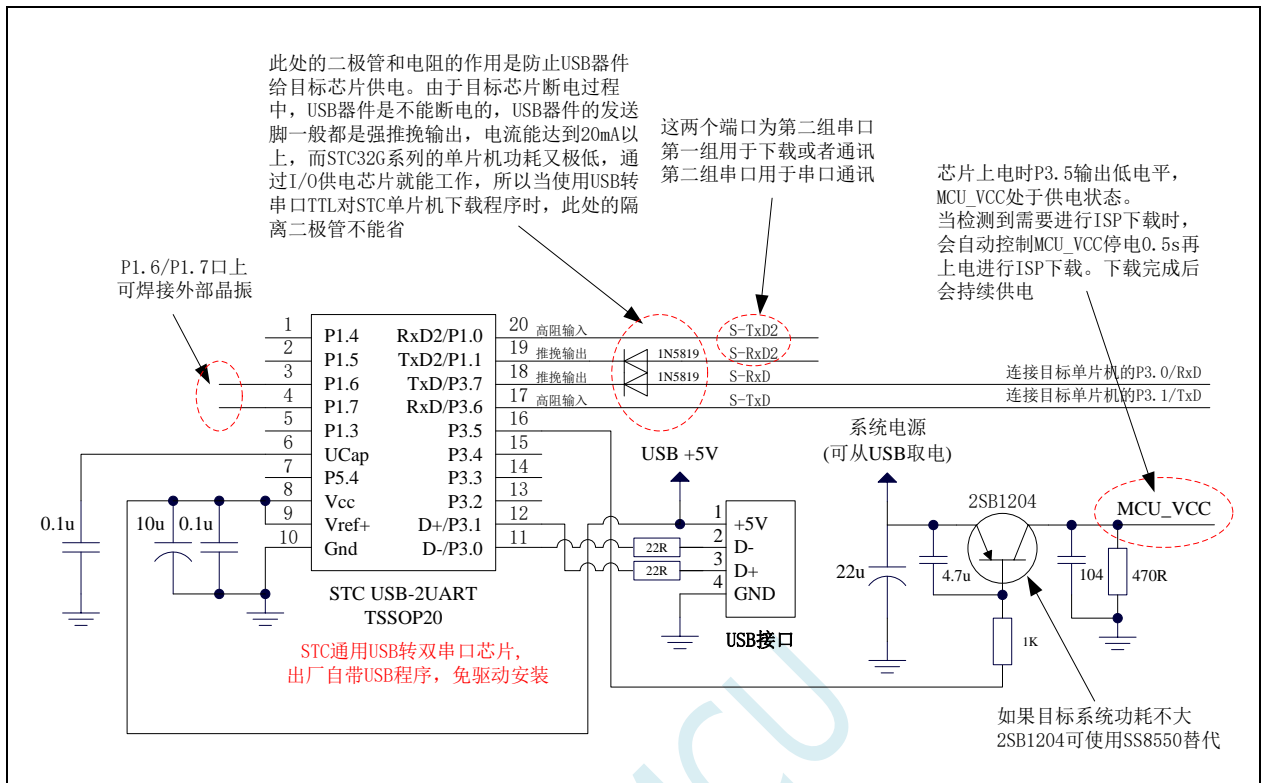 此处的二极管和电阻的作用是防止USB器件
给目标芯片供电。由于目标芯片断电过程
中，USB器件是不能断电的，USB器件的发送
脚一般都是强推挽输出，电流能达到20mA以
上，而STC32G系列的单片机功耗又极低，通
过I/O供电芯片就能工作，所以当使用USB转
串口TTL对STC单片机下载程序时，此处的隔
离二极管不能省
这两个端口为第二组串口
第一组用于下载或者通讯
第二组串口用于串口通讯
芯片上电时P3.5输出低电平，
MCU_VCC处于供电状态。
当检测到需要进行ISP下载时，
会自动控制MCU_VCC停电0.5s再
上电进行ISP下载。下载完成后
会持续供电
P1.6/P1.7口上
可焊接外部晶振
1 P1.4
2 P1.5
3 P1.6
4 P1.7
5 P1.3
6 UCap
7 P5.4
8 Vcc
9 Vref+
10 Gnd
RxD2/P1.0 20 高阻输入 S-TxD2
TxD2/P1.1 19 推挽输出 1N5819 S-RxD2
TxD/P3.7 18 推挽输出 1N5819 S-RxD 连接目标单片机的P3.0/RxD
RxD/P3.6 17 高阻输入 S-TxD 连接目标单片机的P3.1/TxD
P3.5 16
P3.4 15
P3.3 14
P3.2 13
D+/P3.1 12
D-/P3.0 11
0.1u
10u
0.1u
STC USB-2UART
TSSOP20
STC通用USB转双串口芯片,
出厂自带USB程序，免驱动安装
USB +5V
22R
22R
1 +5V
2 D-
3 D+
4 GND
USB接口
系统电源
(可从USB取电)
2SB1204
MCU_VCC
22u
4.7u
104
470R
1K
如果目标系统功耗不大
2SB1204可使用SS8550替代
MCU